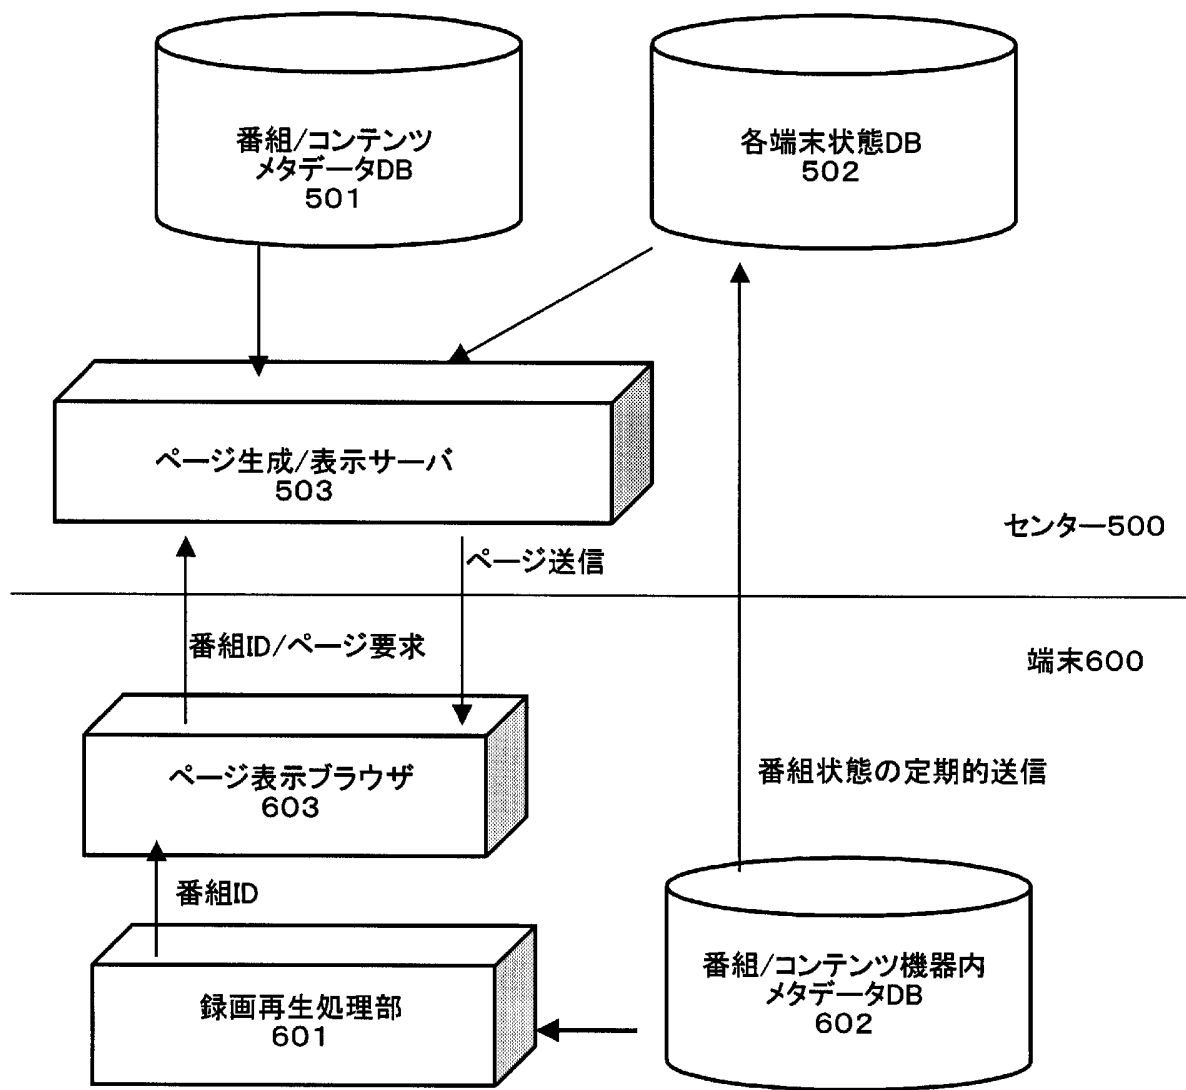 番組/コンテンツ
メタデータDB
501
各端末状態DB
502
ページ生成/表示サーバ
503
センター500
ページ送信
番組ID/ページ要求
端末600
ページ表示ブラウザ
603
番組状態の定期的送信
番組ID
録画再生処理部
601
番組/コンテンツ機器内
メタデータDB
602